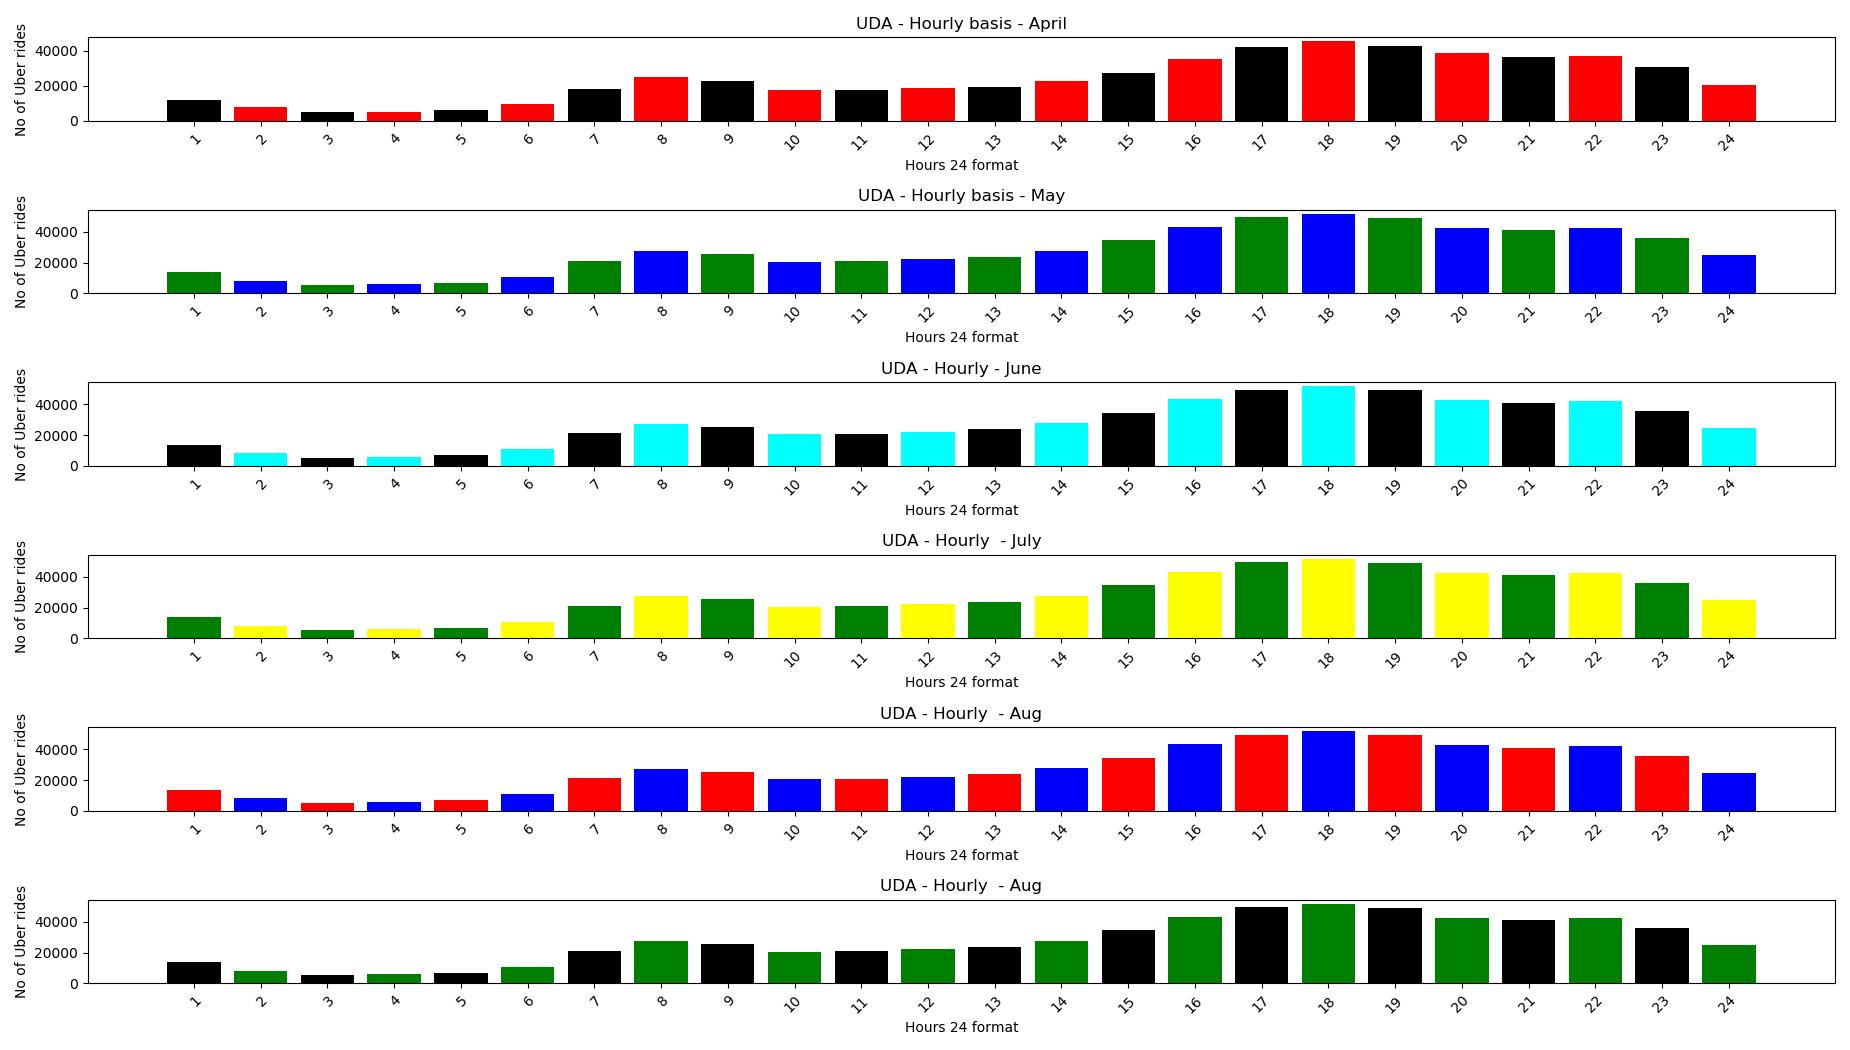 UDA - Hourly basis - April
No of Uber rides
40000
20000
0
1 2 3 4 5 6 7 8 9 10 11 12 13 14 15 16 17 18 19 20 21 22 23 24
Hours 24 format
UDA - Hourly basis - May
No of Uber rides
40000
20000
0
1 2 3 4 5 6 7 8 9 10 11 12 13 14 15 16 17 18 19 20 21 22 23 24
Hours 24 format
UDA - Hourly - June
No of Uber rides
40000
20000
0
1 2 3 4 5 6 7 8 9 10 11 12 13 14 15 16 17 18 19 20 21 22 23 24
Hours 24 format
UDA - Hourly  - July
No of Uber rides
40000
20000
0
1 2 3 4 5 6 7 8 9 10 11 12 13 14 15 16 17 18 19 20 21 22 23 24
Hours 24 format
UDA - Hourly  - Aug
No of Uber rides
40000
20000
0
1 2 3 4 5 6 7 8 9 10 11 12 13 14 15 16 17 18 19 20 21 22 23 24
Hours 24 format
UDA - Hourly  - Aug
No of Uber rides
40000
20000
0
1 2 3 4 5 6 7 8 9 10 11 12 13 14 15 16 17 18 19 20 21 22 23 24
Hours 24 format